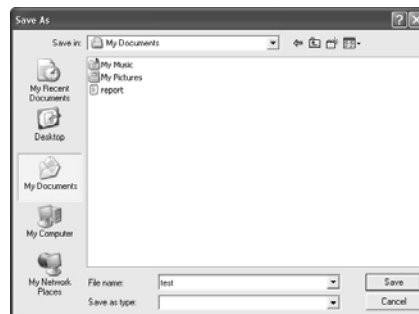 Save As
Save in: My Documents
My Music
My Pictures
report
My Recent
Documents
Desktop
My Documents
My Computer
My Network
Places
File name: test Save
Save as type: Cancel